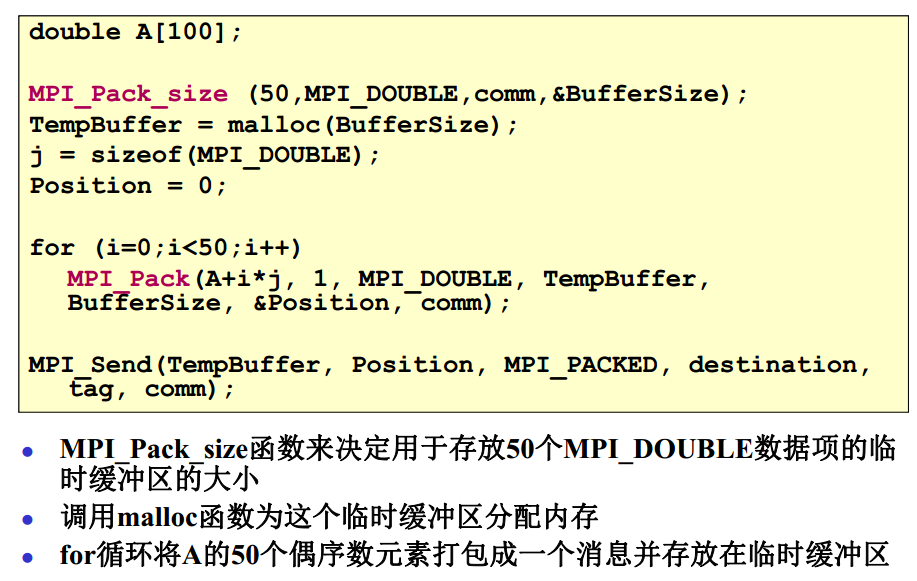 double A[100];
MPI_Pack_size (50,MPI_DOUBLE,comm,&BufferSize);
TempBuffer = malloc(BufferSize);
j = sizeof(MPI_DOUBLE);
Position = 0;
for (i=0;i<50;i++)
MPI_Pack(A+i*j, 1, MPI_DOUBLE, TempBuffer,
BufferSize, &Position, comm);
MPI_Send(TempBuffer, Position, MPI_PACKED, destination,
tag, comm);
● MPI_Pack_size函数来决定用于存放50个MPI_DOUBLE数据项的临
时缓冲区的大小
● 调用malloc函数为这个临时缓冲区分配内存
● for循环将A的50个偶序数元素打包成一个消息并存放在临时缓冲区